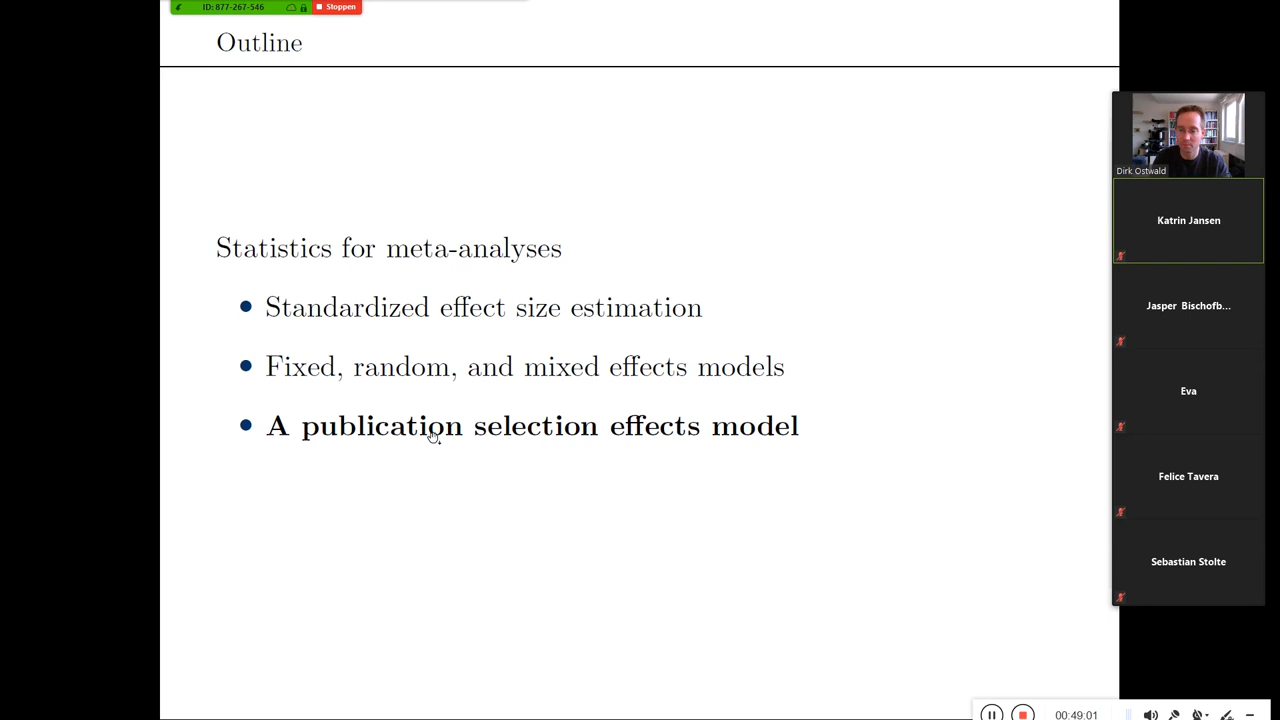 ID: 877-267-546
Stoppen
Outline
Statistics for meta-analyses
Standardized effect size estimation
Fixed, random, and mixed effects models
A publication selection effects model
Dirk Ostwald
Katrin Jansen
Jasper Bischofb...
Eva
Felice Tavera
Sebastian Stolte
00:49:01